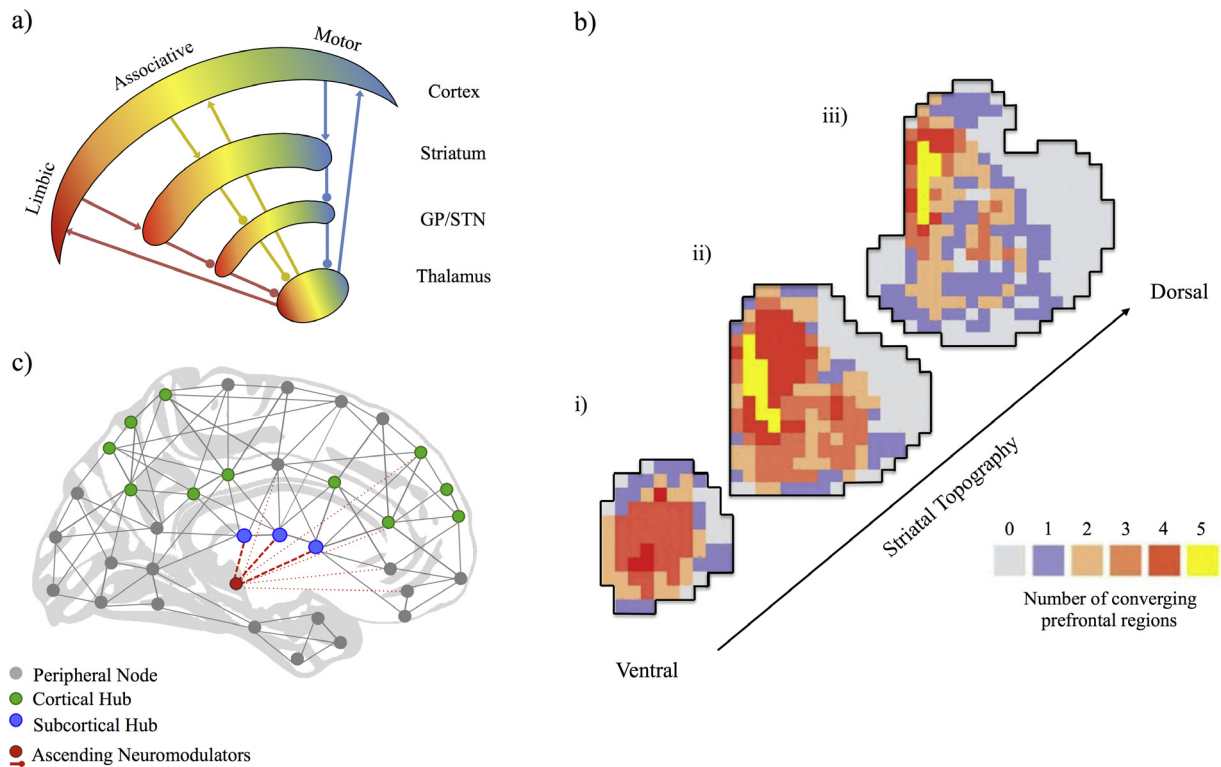 a)
Limbic
Associative
Motor
Cortex
Striatum
GP/STN
Thalamus
b)
i)
ii)
iii)
Ventral
Striatal Topography
Dorsal
0 1 2 3 4 5
Number of converging
prefrontal regions
c)
Peripheral Node
Cortical Hub
Subcortical Hub
Ascending Neuromodulators